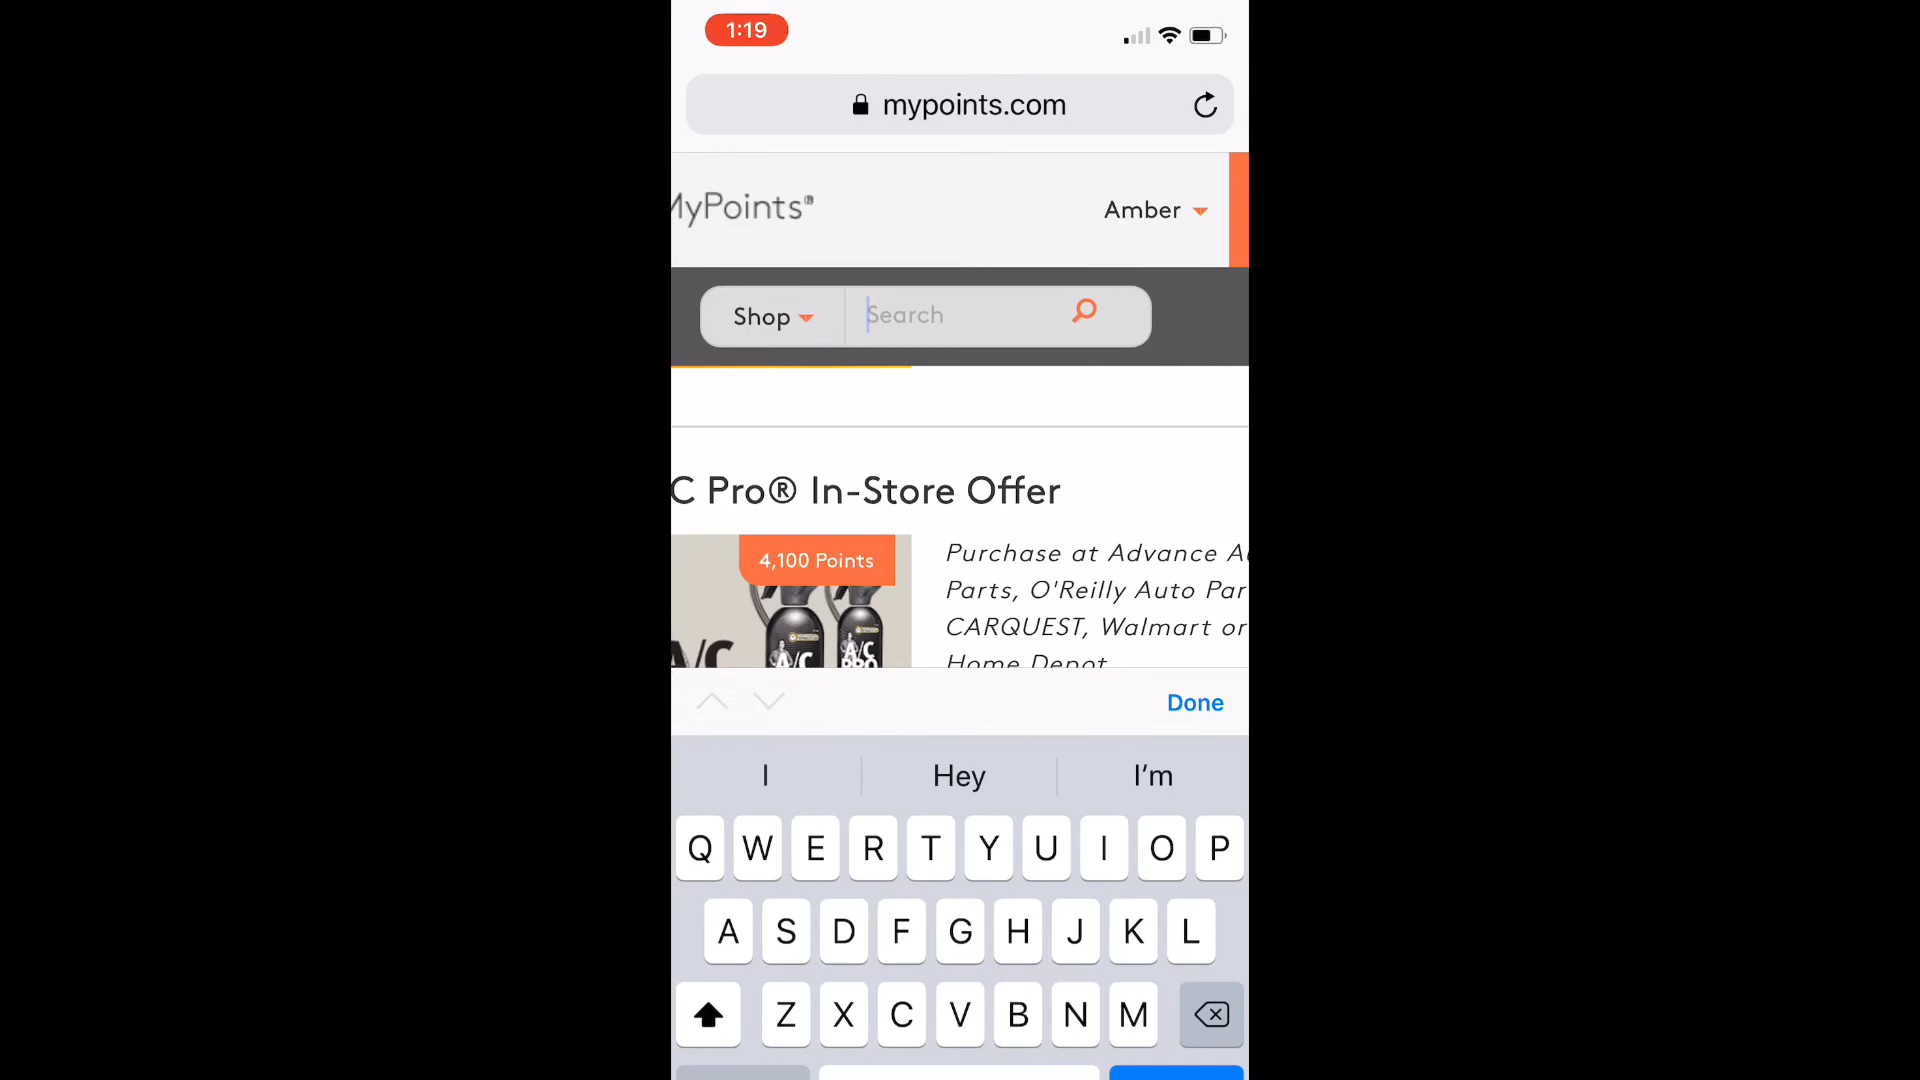 1:19
mypoints.com
MyPoints®
Amber
Shop
Search
C Pro® In-Store Offer
4,100 Points
A/C
A/C
A/C
PRO
Purchase at Advance A
Parts, O'Reilly Auto Par
CARQUEST, Walmart or
Home Depot
Done
I
Hey
I'm
Q W E R T Y U I O P
A S D F G H J K L
Z X C V B N M